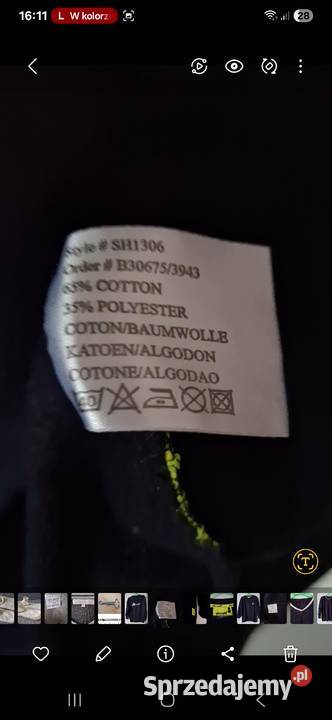 16:11 L W kolorz 28
Style # SH1306
Order # B30675/3943
65% COTTON
35% POLYESTER
COTON/BAUMWOLLE
KATOEN/ALGODON
COTONE/ALGODAO
40
T
Sprzedajemy.pl